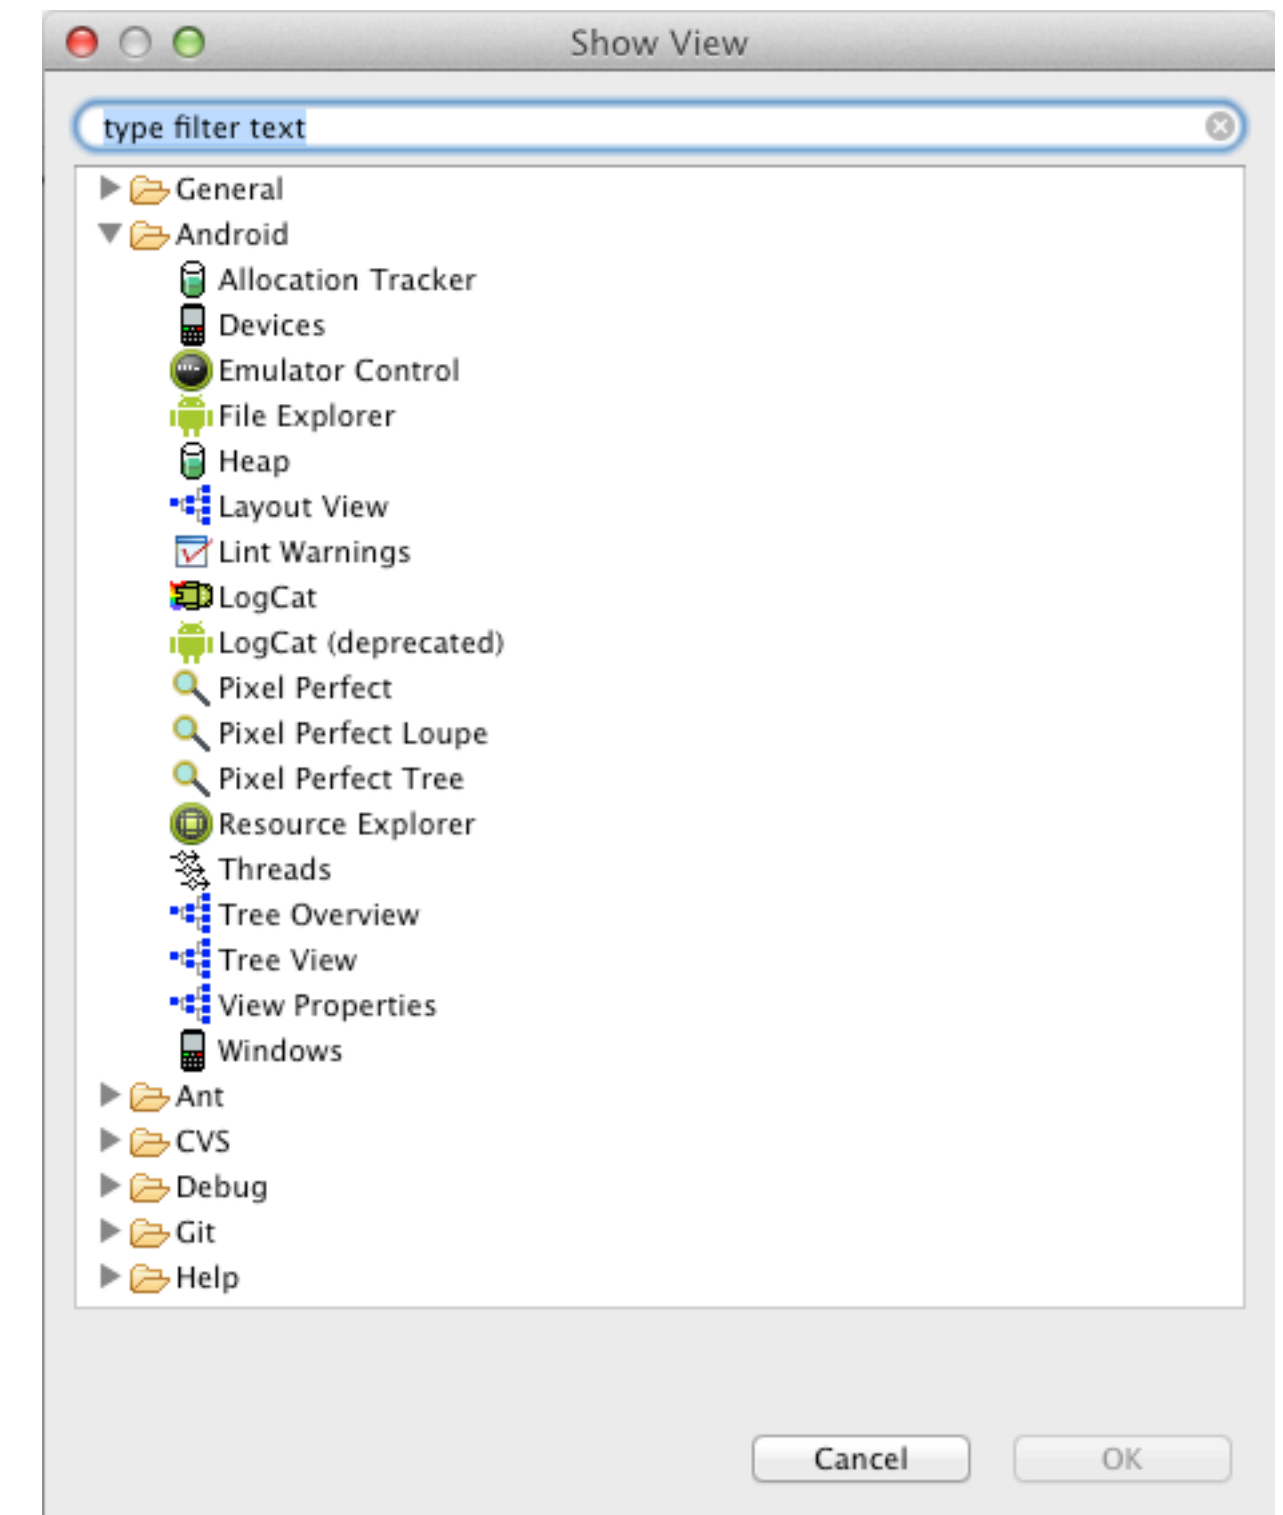 Show View
type filter text
General
Android
Allocation Tracker
Devices
Emulator Control
File Explorer
Heap
Layout View
Lint Warnings
LogCat
LogCat (deprecated)
Pixel Perfect
Pixel Perfect Loupe
Pixel Perfect Tree
Resource Explorer
Threads
Tree Overview
Tree View
View Properties
Windows
Ant
CVS
Debug
Git
Help
Cancel OK